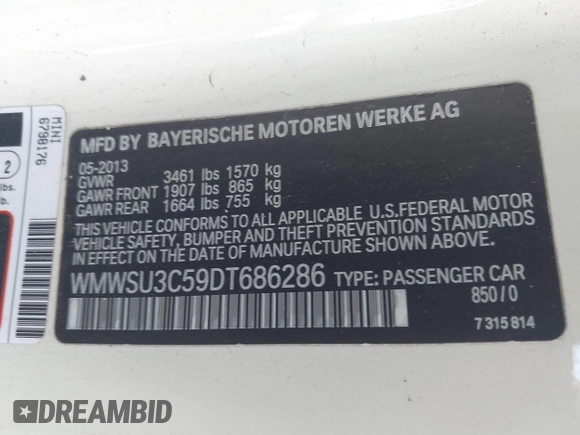 MINI
6798176
2
lbs.
lb.
MFD BY BAYERISCHE MOTOREN WERKE AG
05-2013
GVWR 3461 lbs 1570 kg
GAWR FRONT 1907 lbs 865 kg
GAWR REAR 1664 lbs 755 kg
THIS VEHICLE CONFORMS TO ALL APPLICABLE U.S.FEDERAL MOTOR
VEHICLE SAFETY, BUMPER AND THEFT PREVENTION STANDARDS
IN EFFECT ON THE DATE OF MANUFACTURE SHOWN ABOVE.
WMWSU3C59DT686286 TYPE: PASSENGER CAR
850/0
7315814
DREAMBID